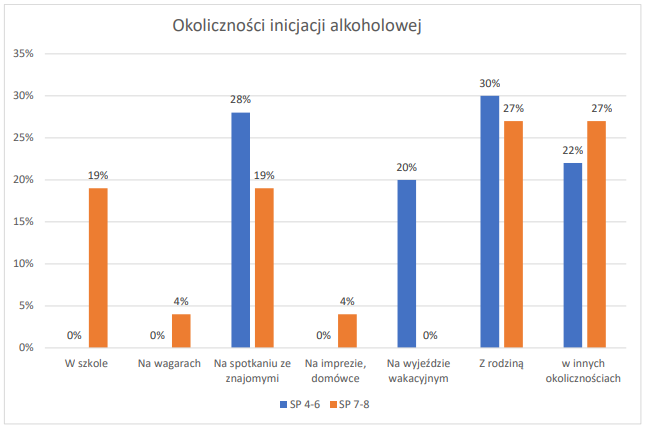 Okoliczności inicjacji alkoholowej
35%
30%
25%
20%
15%
10%
5%
0%
0%
19%
0%
4%
28%
19%
0%
4%
20%
0%
30%
27%
22%
27%
W szkole
Na wagarach
Na spotkaniu ze
znajomymi
Na imprezie,
domówce
Na wyjeździe
wakacyjnym
Z rodziną
w innych
okolicznościach
SP 4-6
SP 7-8